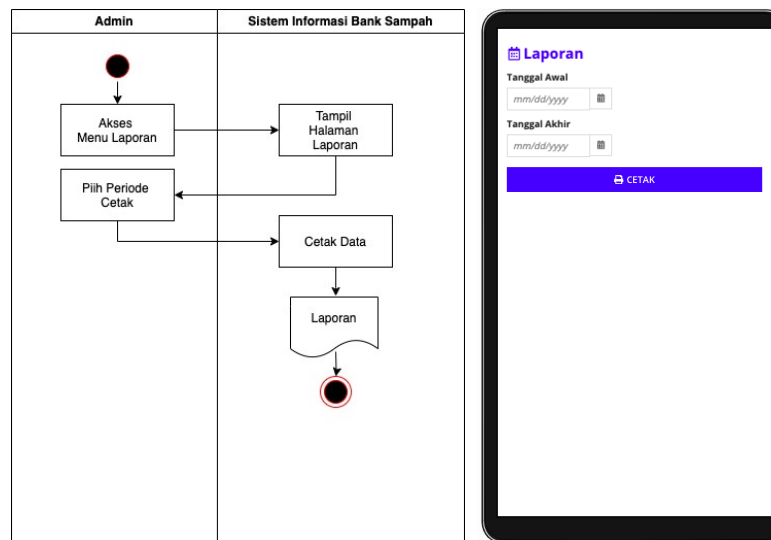 Admin
Sistem Informasi Bank Sampah
Akses
Menu Laporan
Tampil
Halaman
Laporan
Piih Periode
Cetak
Cetak Data
Laporan
Laporan
Tanggal Awal
mm/dd/yyyy
Tanggal Akhir
mm/dd/yyyy
CETAK